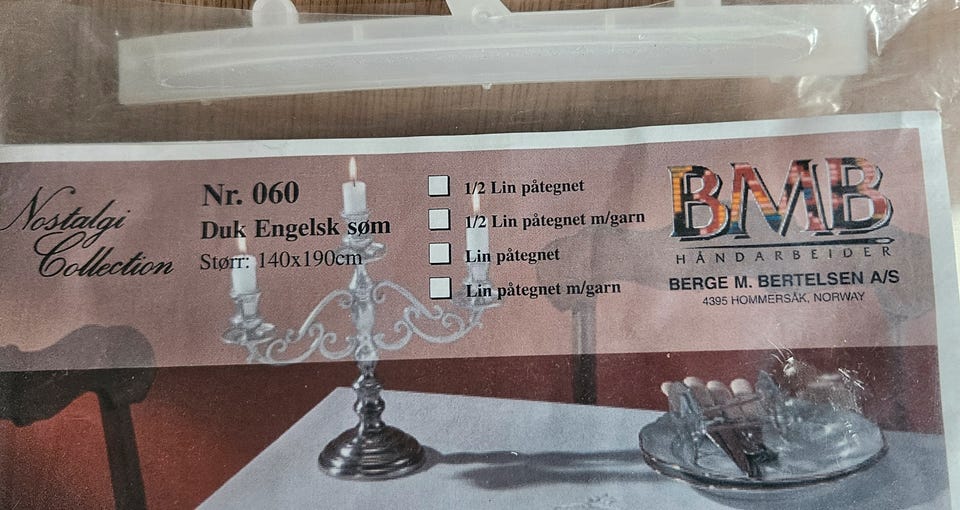 Nostalgi
Collection
Nr. 060
Duk Engelsk søm
Størr: 140x190cm
1/2 Lin påtegnet
1/2 Lin påtegnet m/garn
Lin påtegnet
Lin påtegnet m/garn
BMB
HÅNDARBEIDER
BERGE M. BERTELSEN A/S
4395 HOMMERSÅK, NORWAY